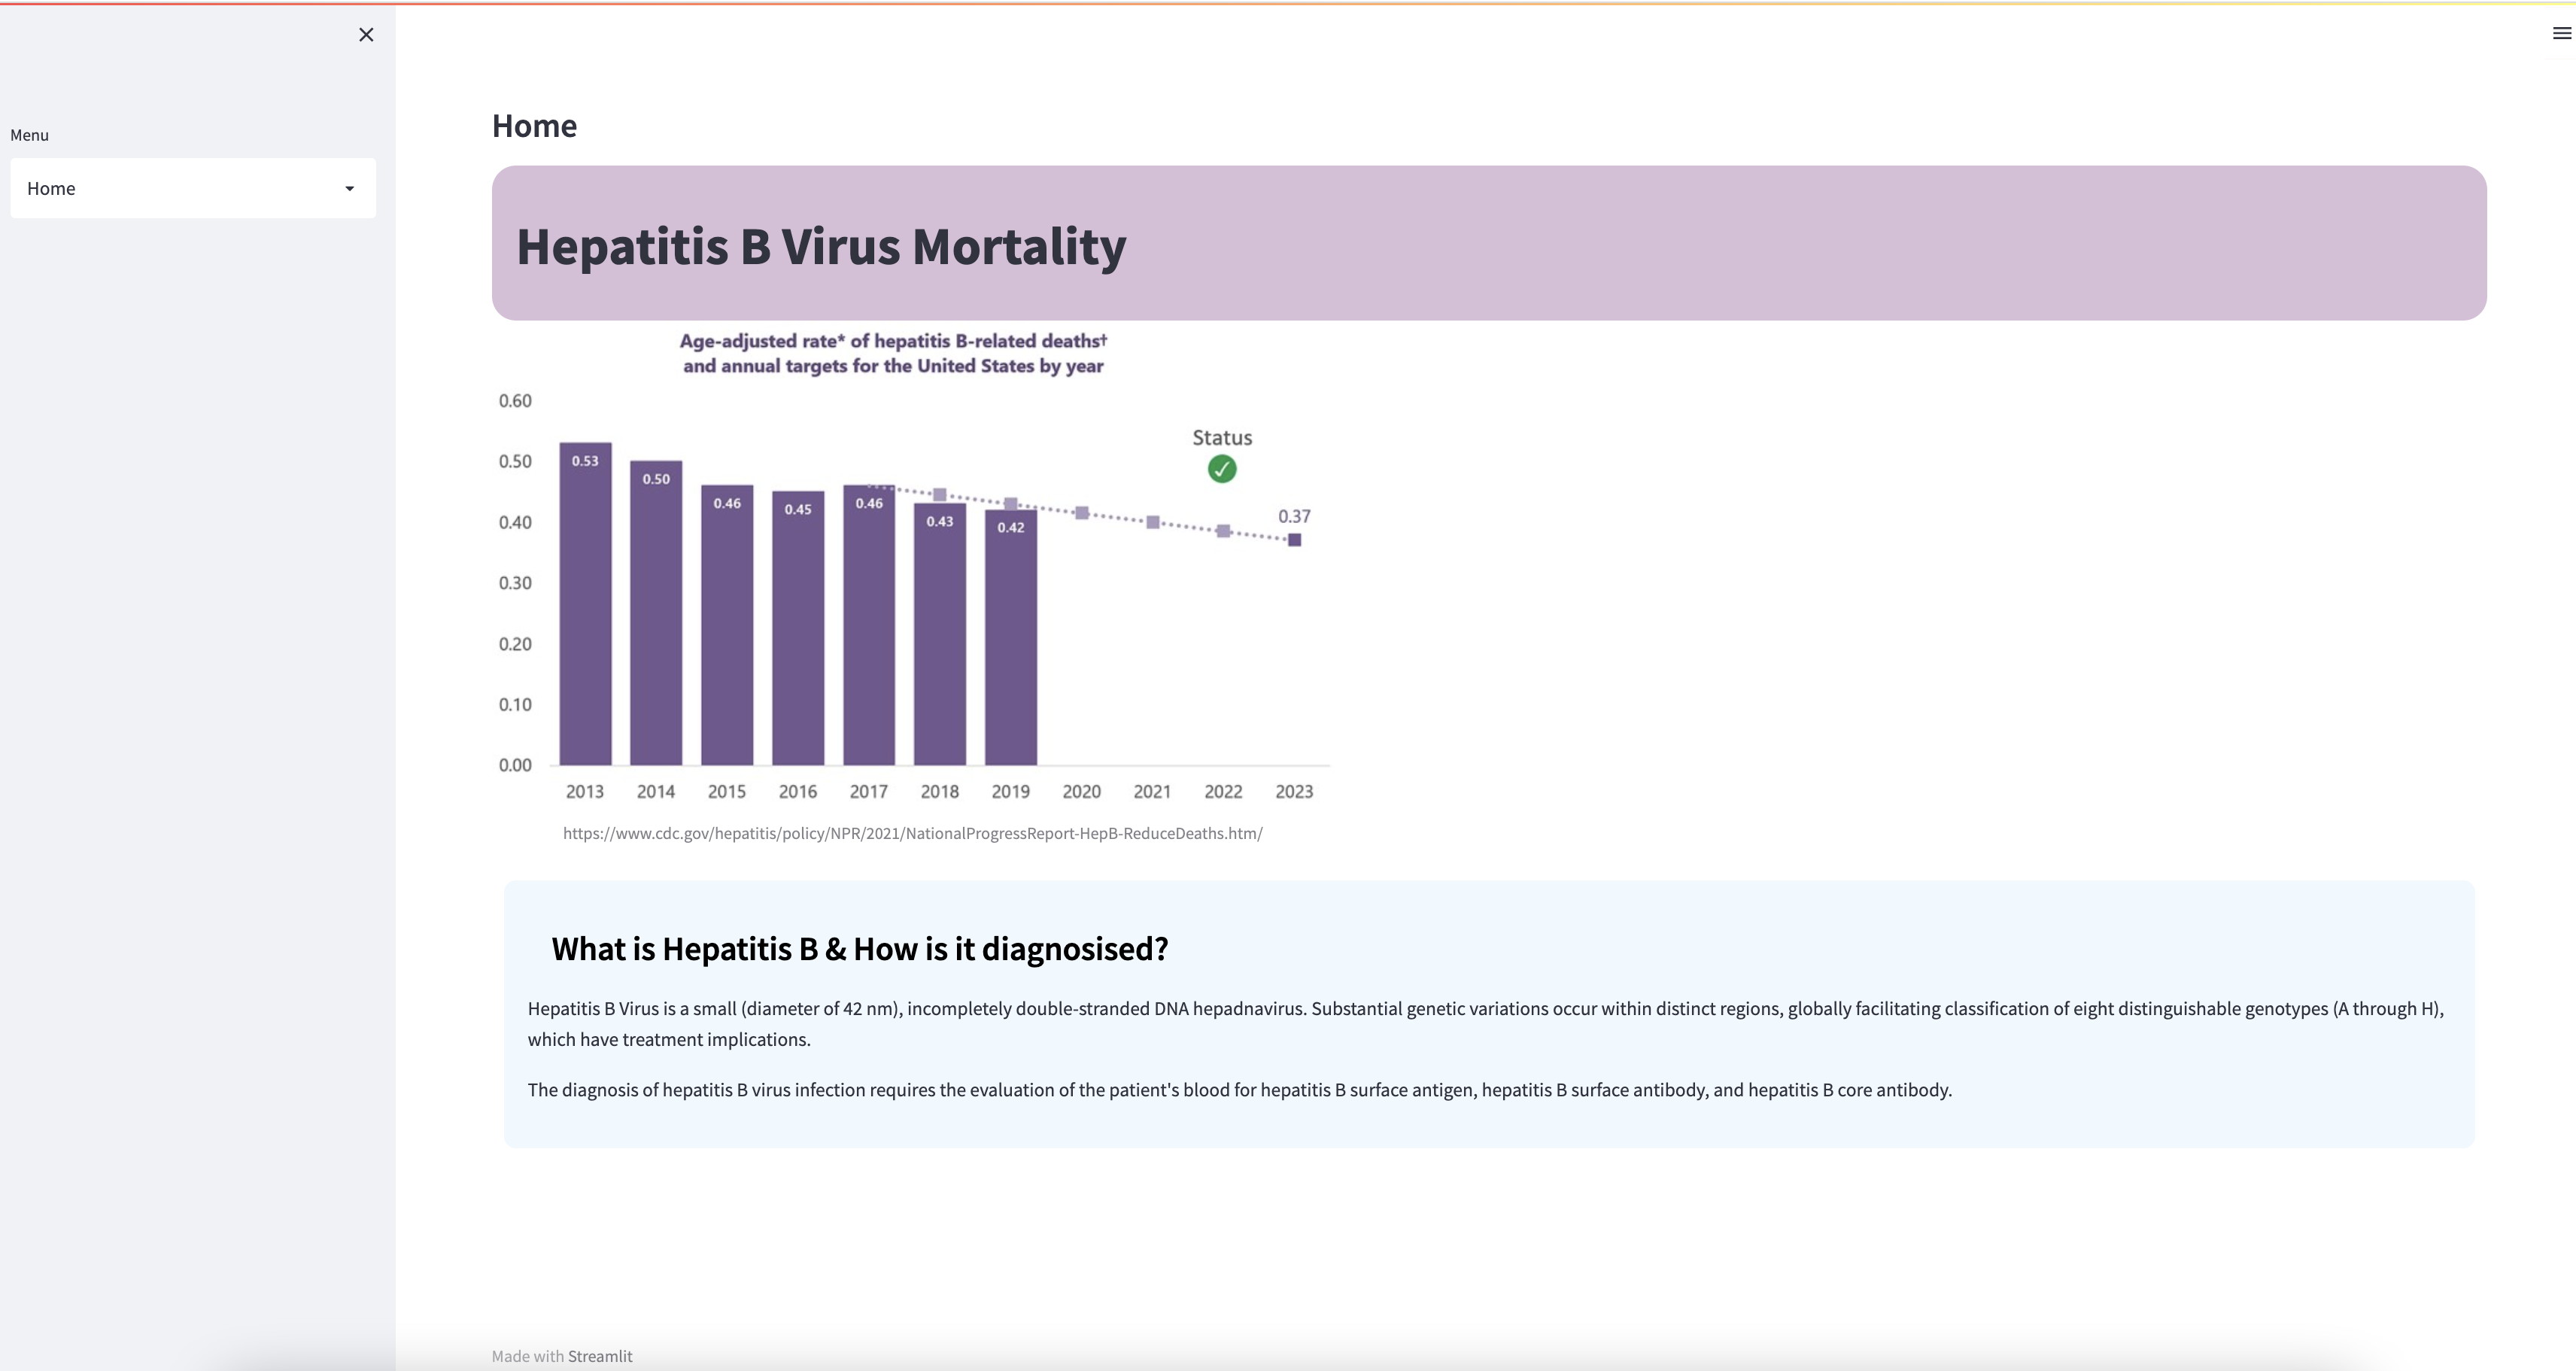 Menu
Home
Home
Hepatitis B Virus Mortality
Age-adjusted rate* of hepatitis B-related deaths†
and annual targets for the United States by year
0.60
0.50
0.40
0.30
0.20
0.10
0.00
0.53
0.50
0.46
0.45
0.46
0.43
0.42
Status
0.37
2013 2014 2015 2016 2017 2018 2019 2020 2021 2022 2023
https://www.cdc.gov/hepatitis/policy/NPR/2021/NationalProgressReport-HepB-ReduceDeaths.htm/
What is Hepatitis B & How is it diagnosised?
Hepatitis B Virus is a small (diameter of 42 nm), incompletely double-stranded DNA hepadnavirus. Substantial genetic variations occur within distinct regions, globally facilitating classification of eight distinguishable genotypes (A through H),
which have treatment implications.
The diagnosis of hepatitis B virus infection requires the evaluation of the patient's blood for hepatitis B surface antigen, hepatitis B surface antibody, and hepatitis B core antibody.
Made with Streamlit